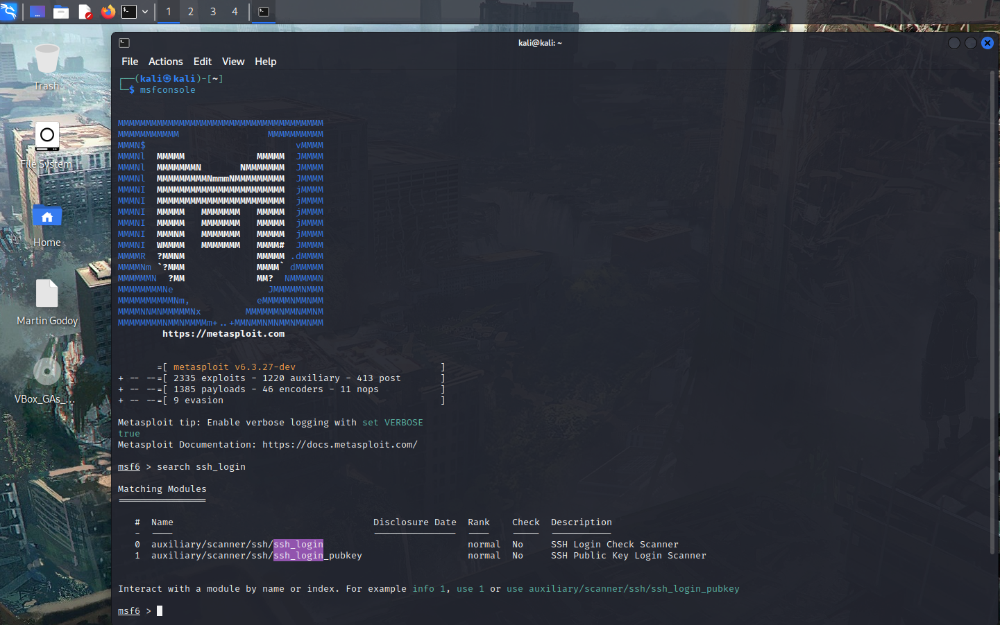 1 2 3 4
kali@kali: ~
File Actions Edit View Help
Trash
File System
Home
Martin Godoy
VBox_GAs_...
┌──(kali㉿kali)-[~]
└─$ msfconsole
MMMMMMMMMMMMMMMMMMMMMMMMMMMMMMMMMMMMM
MMMMMMMMMMM                MMMMMMMMMM
MMMN$                           vMMMM
MMMNl  MMMMM             MMMMM  JMMMM
MMMNl  MMMMMMMN       NMMMMMMM  JMMMM
MMMNl  MMMMMMMMMNmmmNMMMMMMMMM  JMMMM
MMMNI  MMMMMMMMMMMMMMMMMMMMMMM  jMMMM
MMMNI  MMMMMMMMMMMMMMMMMMMMMMM  jMMMM
MMMNI  MMMMM   MMMMMMM   MMMMM  jMMMM
MMMNI  MMMMM   MMMMMMM   MMMMM  jMMMM
MMMNI  MMMNM   MMMMMMM   MMMMM  jMMMM
MMMNI  WMMMM   MMMMMMM   MMMM#  JMMMM
MMMMR  ?MMNM             MMMMM .dMMMM
MMMMNm `?MMM             MMMM` dMMMMM
MMMMMMN  ?MM             MM?  NMMMMMN
MMMMMMMMNe                 JMMMMMNMMM
MMMMMMMMMMNm,            eMMMMMNMMNMM
MMMMNNMNMMMMMNx        MMMMMMNMMNMMNM
MMMMMMMMNMMNMMMMm+..+MMNMMNMNMMNMMNMM
https://metasploit.com
=[ metasploit v6.3.27-dev ]
+ -- --=[ 2335 exploits - 1220 auxiliary - 413 post ]
+ -- --=[ 1385 payloads - 46 encoders - 11 nops ]
+ -- --=[ 9 evasion ]
Metasploit tip: Enable verbose logging with set VERBOSE
true
Metasploit Documentation: https://docs.metasploit.com/
msf6 > search ssh_login
Matching Modules
================
# Name Disclosure Date Rank Check Description
- ---- --------------- ---- ----- -----------
0 auxiliary/scanner/ssh/ssh_login normal No SSH Login Check Scanner
1 auxiliary/scanner/ssh/ssh_login_pubkey normal No SSH Public Key Login Scanner
Interact with a module by name or index. For example info 1, use 1 or use auxiliary/scanner/ssh/ssh_login_pubkey
msf6 >